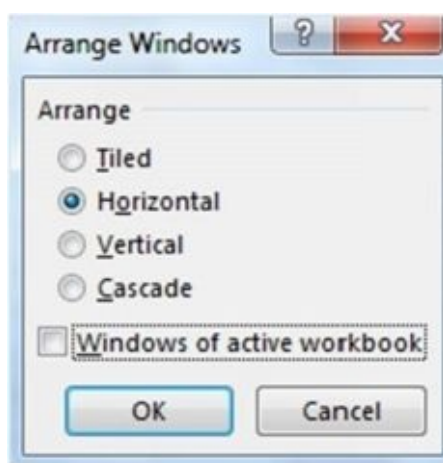 Arrange Windows
Arrange
Tiled
Horizontal
Vertical
Cascade
Windows of active workbook
OK
Cancel